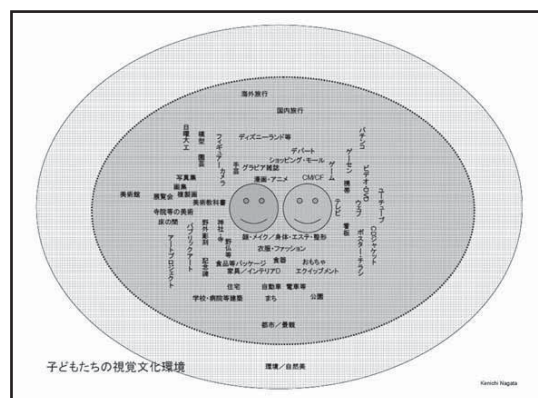 海外旅行
国内旅行
日曜大工
模型
園芸
フィギュアー
カメラ
手芸
ディズニーランド等
デパート
ショッピング・モール
グラビア雑誌
漫画・アニメ
CM/CF
ゲーム
ゲーセン
携帯
パチンコ
ビデオ・DVD
ユーチューブ
写真集
画集
美術館
展覧会
複製画
美術教科書
寺院等の美術
床の間
テレビ
ウェブ
看板
ポスター・チラシ
CDジャケット
アートプロジェクト
パブリックアート
野外彫刻
記念碑
神社・寺
野仏等
顔・メイク/身体・エステ・整形
衣服・ファッション
食器
食品等パッケージ
おもちゃ
家具/インテリアD
エクイップメント
住宅
自動車
電車等
学校・病院等建築
まち
公園
都市/景観
環境/自然美
子どもたちの視覚文化環境
Kenichi Nagata